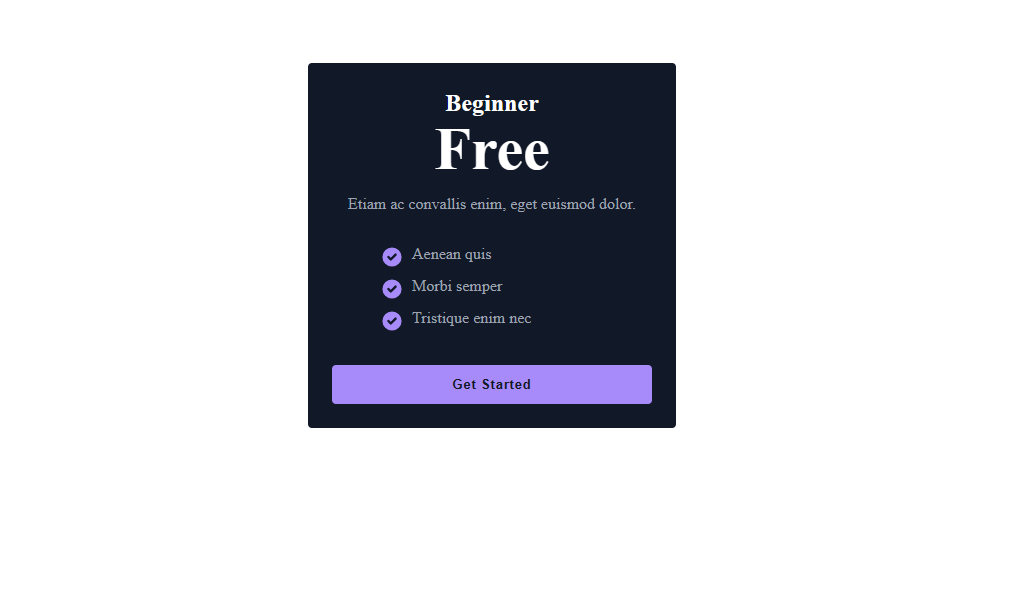 Beginner
Free
Etiam ac convallis enim, eget euismod dolor.
Aenean quis
Morbi semper
Tristique enim nec
Get Started